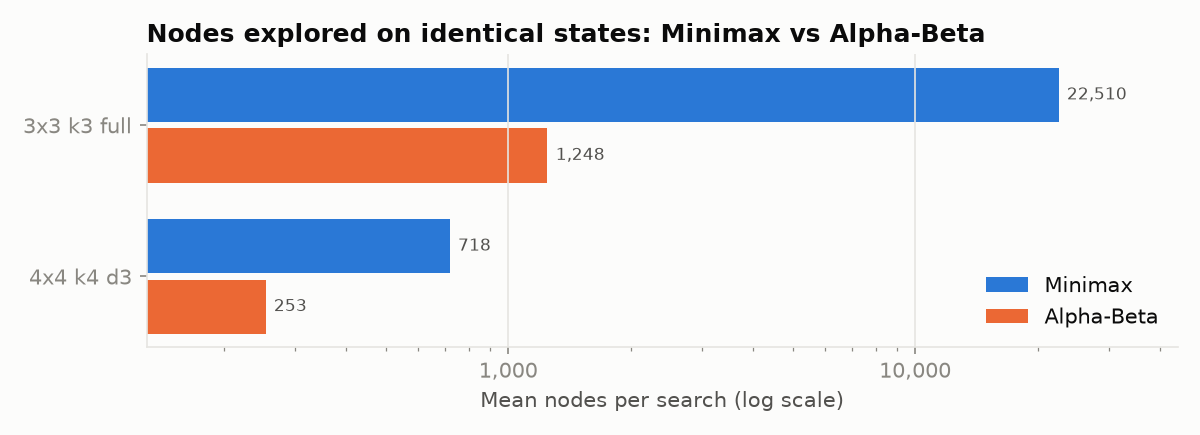 Nodes explored on identical states: Minimax vs Alpha-Beta
22,510
3x3 k3 full
1,248
718
4x4 k4 d3
253
Minimax
Alpha-Beta
1,000
10,000
Mean nodes per search (log scale)